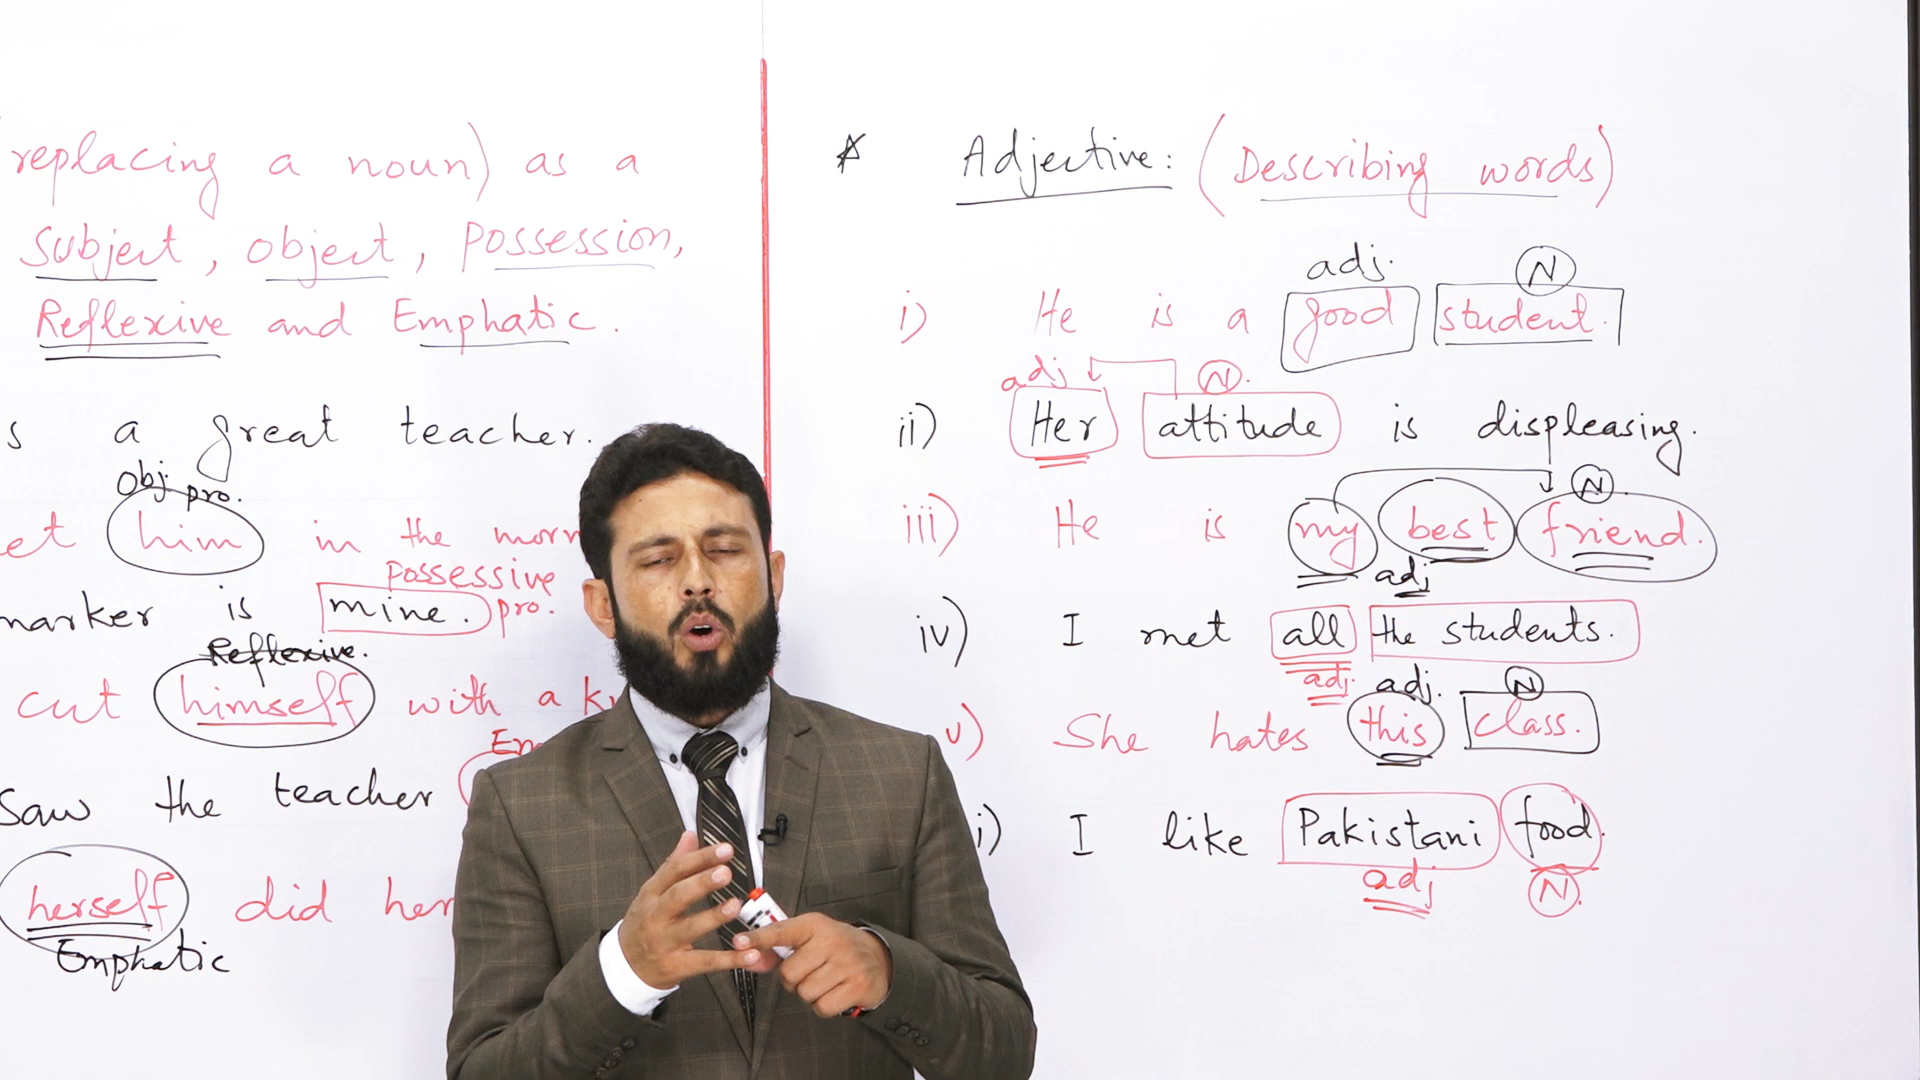 replacing a noun) as a
Subject, object, possession,
Reflexive and Emphatic.
s a great teacher.
Obj. pro.
et him in the morn
possessive
marker is mine. pro.
Reflexive.
cut himself with a k
Em
saw the teacher
herself did her
Emphatic
Adjective: (Describing words)
adj. N
i) He is a good student.
adj N.
ii) Her attitude is displeasing.
N.
iii) He is my best friend.
adj
iv) I met all the students.
adj. adj. N
v) She hates this class.
i) I like Pakistani food.
adj N.